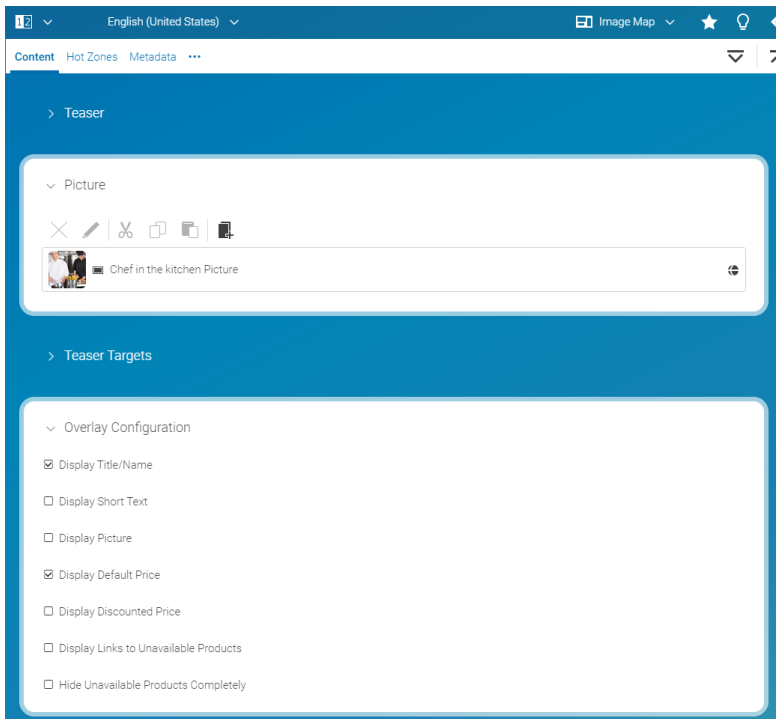 12 English (United States) Image Map
Content Hot Zones Metadata ...
Teaser
Picture
Chef in the kitchen Picture
Teaser Targets
Overlay Configuration
Display Title/Name
Display Short Text
Display Picture
Display Default Price
Display Discounted Price
Display Links to Unavailable Products
Hide Unavailable Products Completely